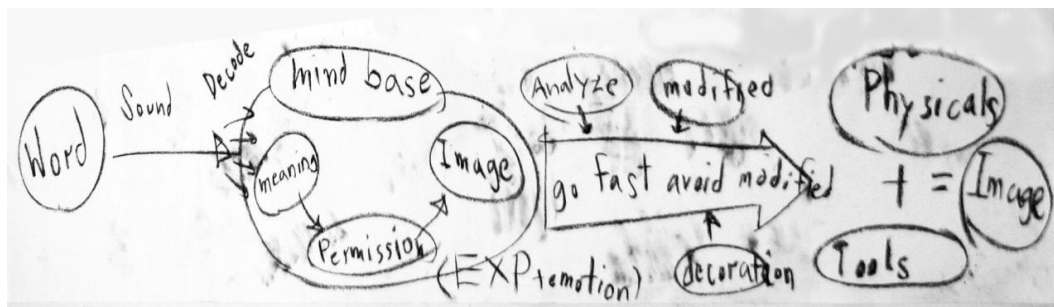 Word
Sound
Decode
mind base
meaning
Permission
Image
(EXP+emotion)
Analyze
modified
go fast avoid modified
decoration
Physicals
+
Tools
=
Image